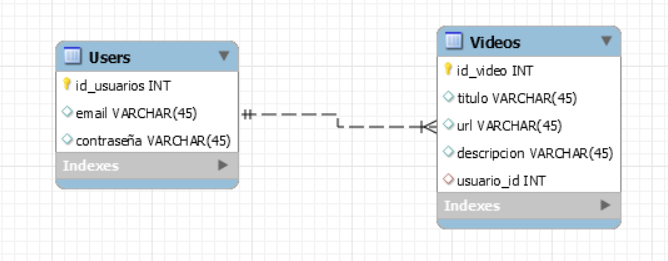 Users
id_usuarios INT
email VARCHAR(45)
contraseña VARCHAR(45)
Indexes
Videos
id_video INT
titulo VARCHAR(45)
url VARCHAR(45)
descripcion VARCHAR(45)
usuario_id INT
Indexes